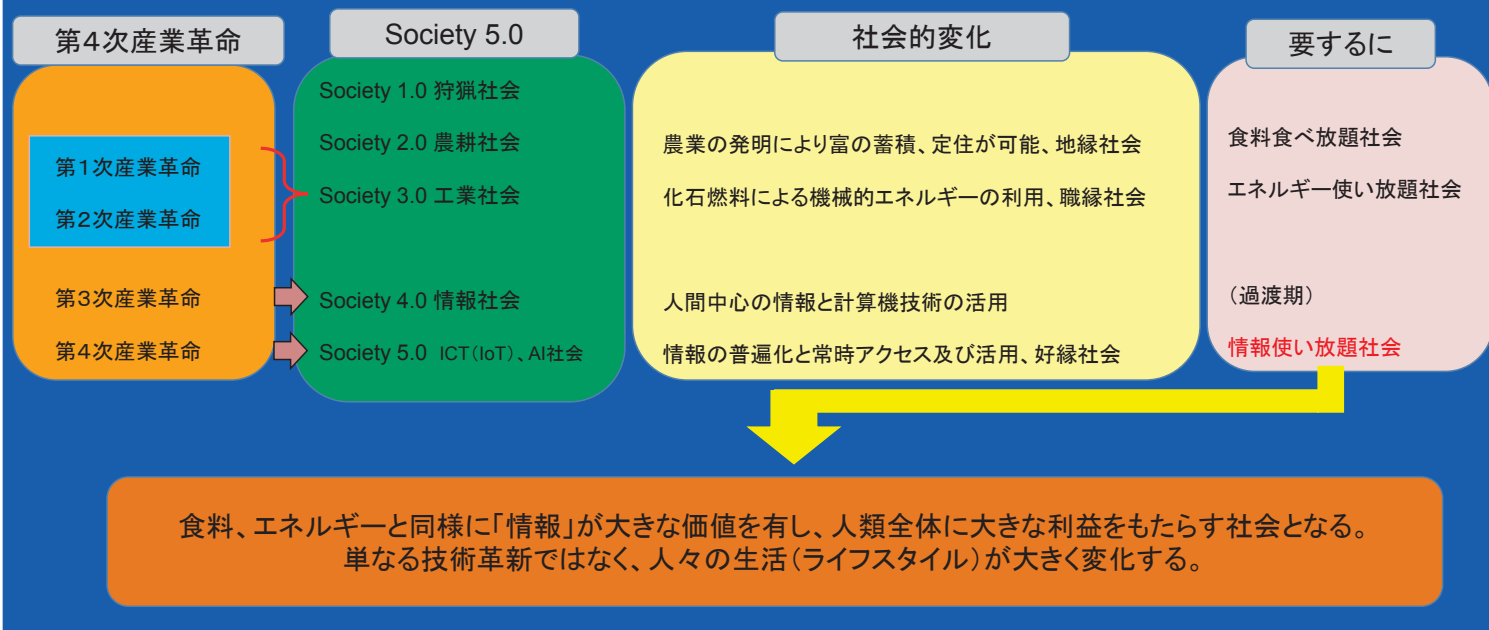 第4次産業革命
Society 5.0
社会的変化
要するに
Society 1.0 狩猟社会
Society 2.0 農耕社会
農業の発明により富の蓄積、定住が可能、地縁社会
食料食べ放題社会
第1次産業革命
Society 3.0 工業社会
化石燃料による機械的エネルギーの利用、職縁社会
エネルギー使い放題社会
第2次産業革命
第3次産業革命
Society 4.0 情報社会
人間中心の情報と計算機技術の活用
(過渡期)
第4次産業革命
Society 5.0 ICT(IoT)、AI社会
情報の普遍化と常時アクセス及び活用、好縁社会
情報使い放題社会
食料、エネルギーと同様に「情報」が大きな価値を有し、人類全体に大きな利益をもたらす社会となる。
単なる技術革新ではなく、人々の生活(ライフスタイル)が大きく変化する。